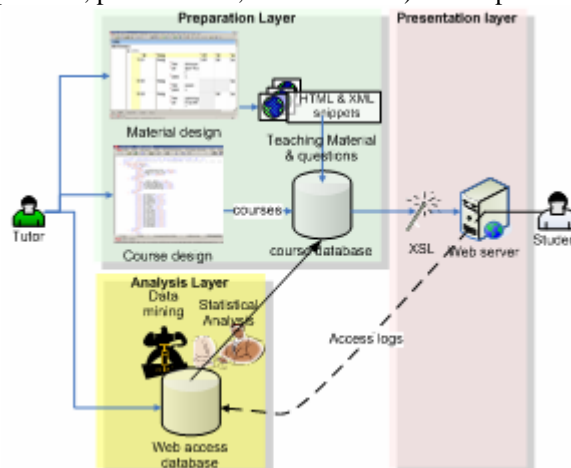 Preparation Layer
Presentation layer
HTML & XML
snippets
Material design
Teaching Material
& questions
courses
Tutor
XSL
Web server
Student
Course design
course database
Analysis Layer
Data
mining
Statistical
Analysis
Access logs
Web access
database